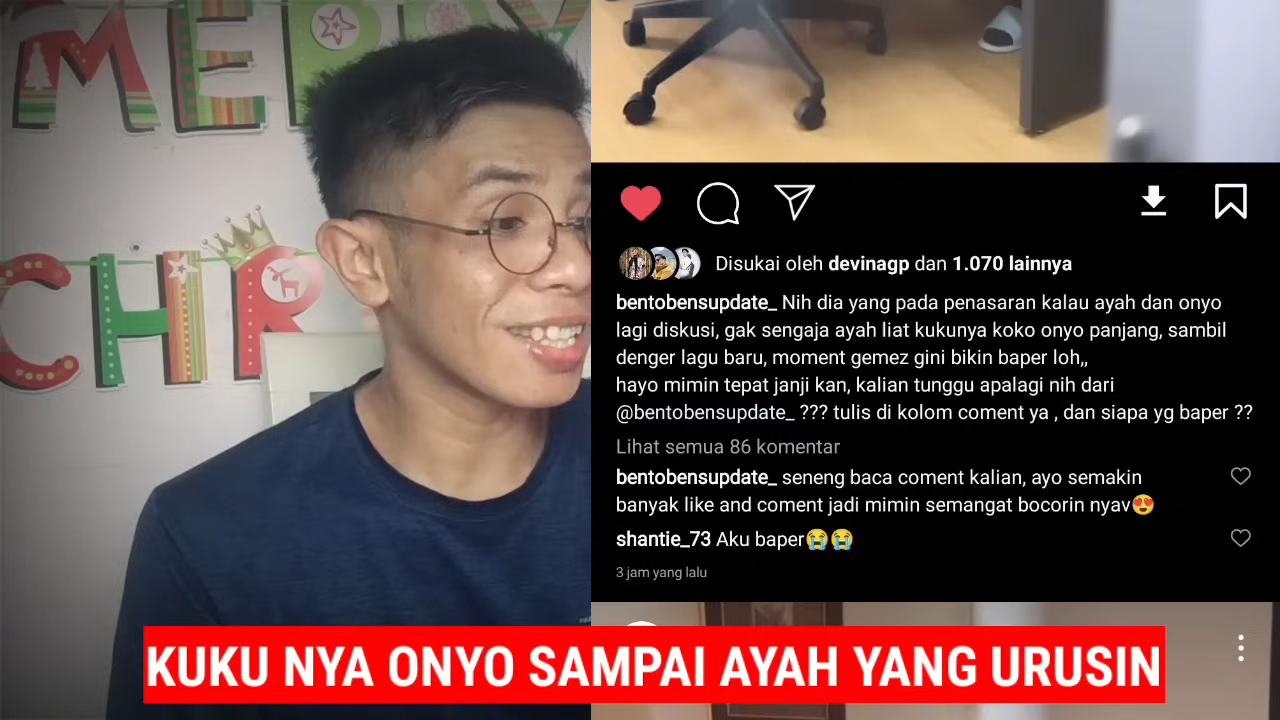 MERRY
CHR
Disukai oleh devinagp dan 1.070 lainnya
bentobensupdate_ Nih dia yang pada penasaran kalau ayah dan onyo
lagi diskusi, gak sengaja ayah liat kukunya koko onyo panjang, sambil
denger lagu baru, moment gemez gini bikin baper loh,,
hayo mimin tepat janji kan, kalian tunggu apalagi nih dari
@bentobensupdate_ ??? tulis di kolom coment ya , dan siapa yg baper ??
Lihat semua 86 komentar
bentobensupdate_ seneng baca coment kalian, ayo semakin
banyak like and coment jadi mimin semangat bocorin nyav😍
shantie_73 Aku baper😭😭
3 jam yang lalu
KUKU NYA ONYO SAMPAI AYAH YANG URUSIN